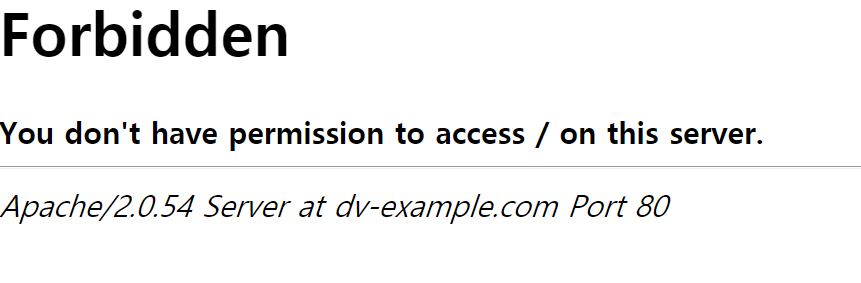 Forbidden
You don't have permission to access / on this server.
Apache/2.0.54 Server at dv-example.com Port 80